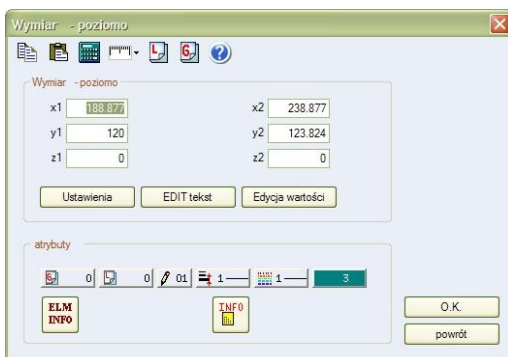 Wymiar - poziomo
L G ?
Wymiar - poziomo
x1 188.877 x2 238.877
y1 120 y2 123.824
z1 0 z2 0
Ustawienia EDIT tekst Edycja wartości
atrybuty
G 0 L 0 01 1 1 3
ELM INFO INFO
O.K.
powrót